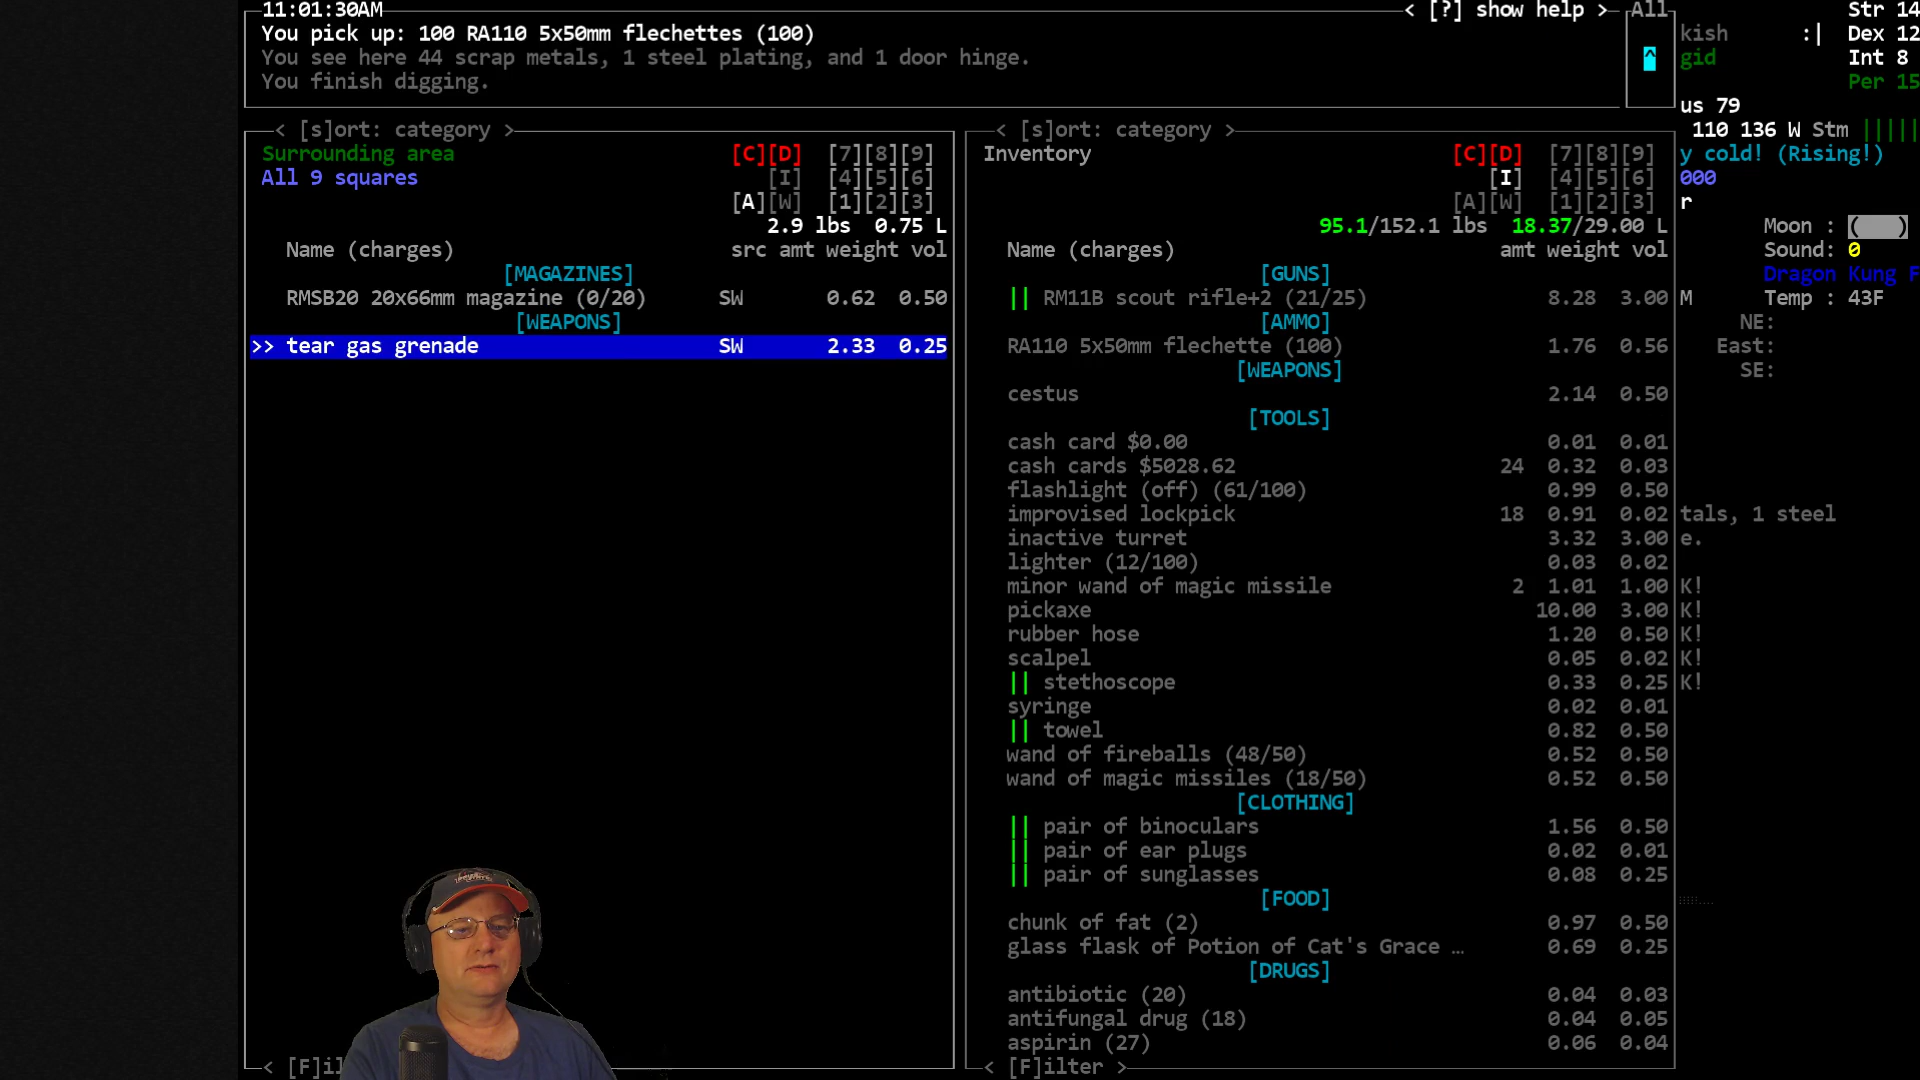 11:01:30AM
< [?] show help >
All
Str 14
You pick up: 100 RA110 5x50mm flechettes (100)
kish :| Dex 12
You see here 44 scrap metals, 1 steel plating, and 1 door hinge.
^ gid Int 8
You finish digging.
Per 15
us 79
< [s]ort: category >
< [s]ort: category >
110 136 W Stm |||||
Surrounding area [C][D] [7][8][9]
Inventory [C][D] [7][8][9]
y cold! (Rising!)
All 9 squares [I] [4][5][6]
[I] [4][5][6]
000
[A][W] [1][2][3]
[A][W] [1][2][3]
r
2.9 lbs 0.75 L
95.1/152.1 lbs 18.37/29.00 L
Moon : ( )
Name (charges) src amt weight vol
Name (charges) amt weight vol
Sound: 0
[MAGAZINES]
[GUNS]
Dragon Kung F
RMSB20 20x66mm magazine (0/20) SW 0.62 0.50
|| RM11B scout rifle+2 (21/25) 8.28 3.00
M Temp : 43F
[WEAPONS]
[AMMO]
NE:
>> tear gas grenade SW 2.33 0.25
RA110 5x50mm flechette (100) 1.76 0.56
East:
[WEAPONS]
SE:
cestus 2.14 0.50
[TOOLS]
cash card $0.00 0.01 0.01
cash cards $5028.62 24 0.32 0.03
flashlight (off) (61/100) 0.99 0.50
improvised lockpick 18 0.91 0.02
tals, 1 steel
inactive turret 3.32 3.00
e.
lighter (12/100) 0.03 0.02
minor wand of magic missile 2 1.01 1.00
K!
pickaxe 10.00 3.00
K!
rubber hose 1.20 0.50
K!
scalpel 0.05 0.02
K!
|| stethoscope 0.33 0.25
K!
syringe 0.02 0.01
|| towel 0.82 0.50
wand of fireballs (48/50) 0.52 0.50
wand of magic missiles (18/50) 0.52 0.50
[CLOTHING]
|| pair of binoculars 1.56 0.50
|| pair of ear plugs 0.02 0.01
|| pair of sunglasses 0.08 0.25
[FOOD]
chunk of fat (2) 0.97 0.50
glass flask of Potion of Cat's Grace … 0.69 0.25
[DRUGS]
antibiotic (20) 0.04 0.03
antifungal drug (18) 0.04 0.05
aspirin (27) 0.06 0.04
< [F]il
< [F]ilter >